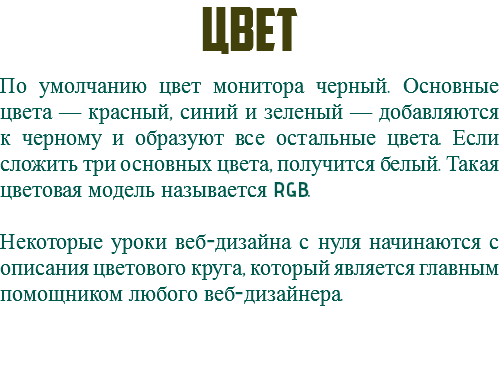 ЦВЕТ
По умолчанию цвет монитора черный. Основные
цвета — красный, синий и зеленый — добавляются
к черному и образуют все остальные цвета. Если
сложить три основных цвета, получится белый. Такая
цветовая модель называется RGB.
Некоторые уроки веб-дизайна с нуля начинаются с
описания цветового круга, который является главным
помощником любого веб-дизайнера.